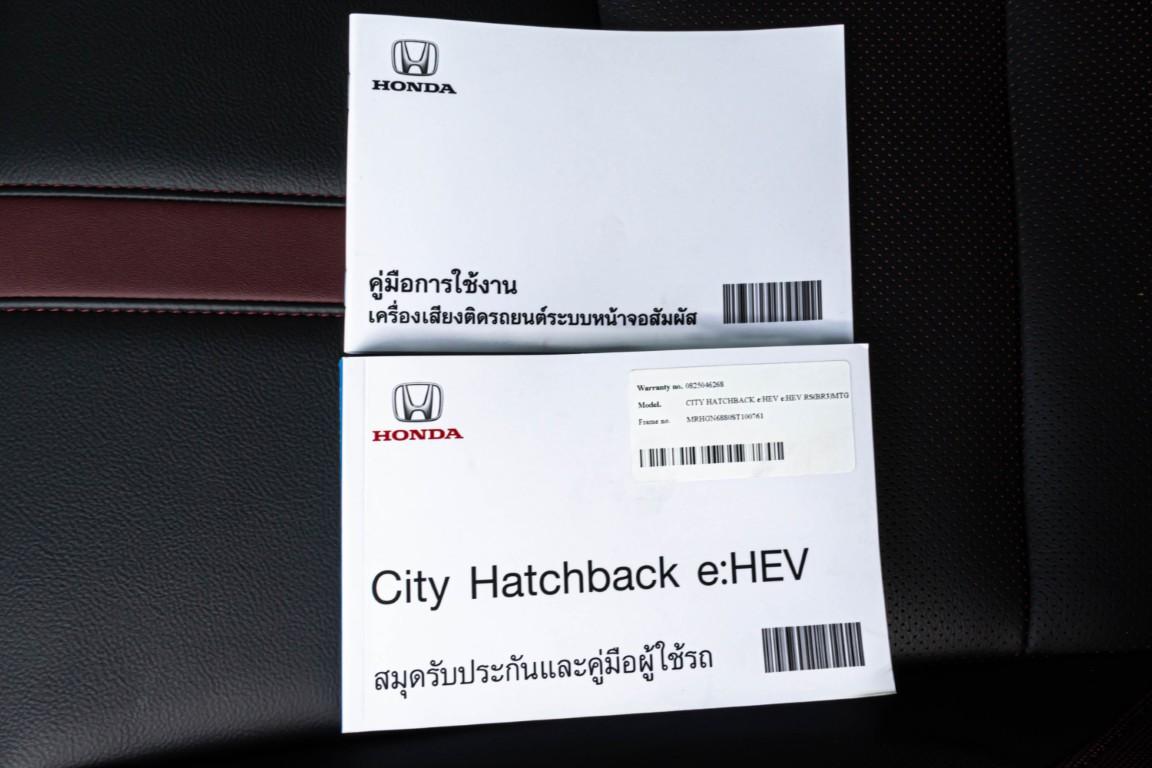 HONDA
คู่มือการใช้งาน
เครื่องเสียงติดรถยนต์ระบบหน้าจอสัมผัส
HONDA
Warranty no. 0825046268
Model. CITY HATCHBACK e:HEV e:HEV RS(BR3)MTG
Frame no. MRHGN6880ST100761
City Hatchback e:HEV
สมุดรับประกันและคู่มือผู้ใช้รถ